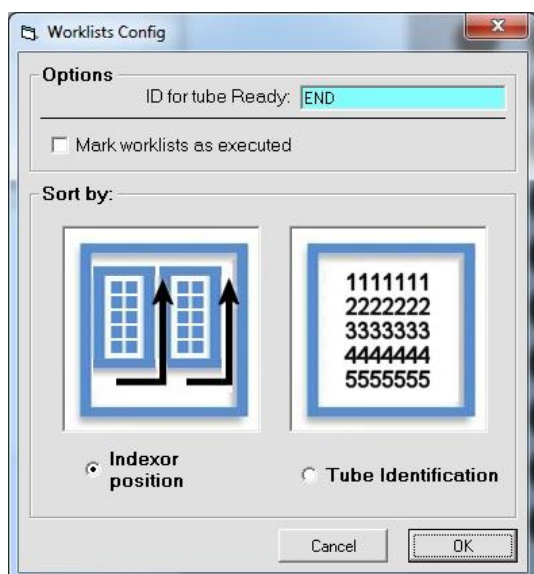 Worklists Config
Options
ID for tube Ready: END
Mark worklists as executed
Sort by:
1111111
2222222
3333333
4444444
5555555
Indexor
position
Tube Identification
Cancel
OK